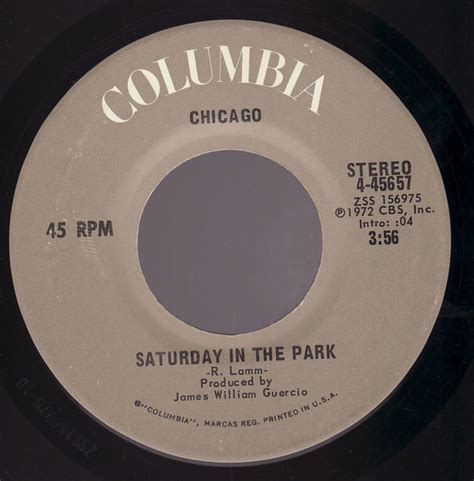 COLUMBIA
CHICAGO
STEREO
4-45657
ZSS 156975
℗1972 CBS, Inc.
Intro: :04
3:56
45 RPM
SATURDAY IN THE PARK
-R. Lamm-
Produced by
James William Guercio
®"COLUMBIA", MARCAS REG. PRINTED IN U.S.A.